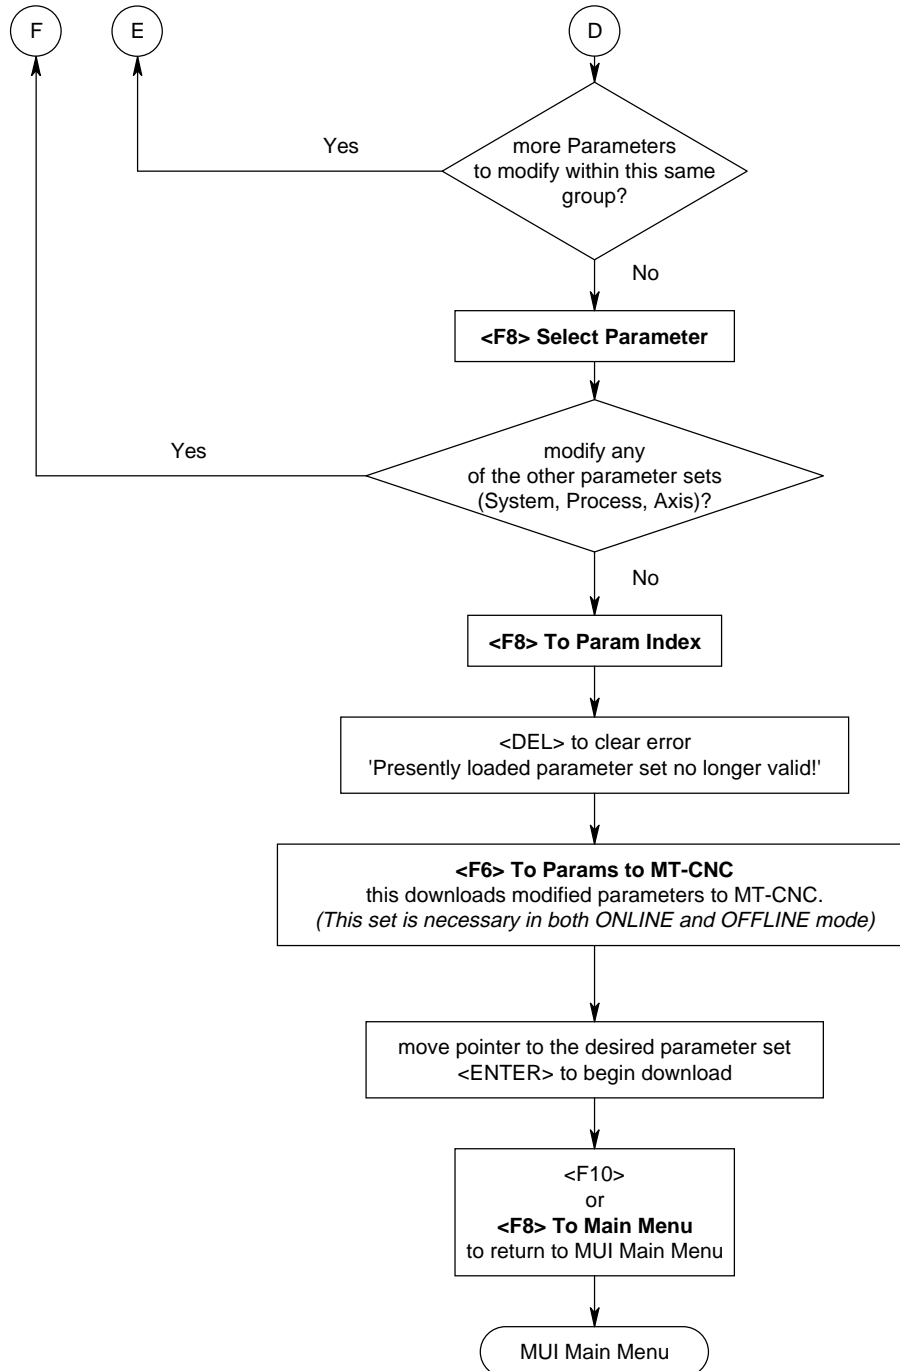 F
E
D
Yes
more Parameters
to modify within this same
group?
No
<F8> Select Parameter
Yes
modify any
of the other parameter sets
(System, Process, Axis)?
No
<F8> To Param Index
<DEL> to clear error
'Presently loaded parameter set no longer valid!'
<F6> To Params to MT-CNC
this downloads modified parameters to MT-CNC.
(This set is necessary in both ONLINE and OFFLINE mode)
move pointer to the desired parameter set
<ENTER> to begin download
<F10>
or
<F8> To Main Menu
to return to MUI Main Menu
MUI Main Menu